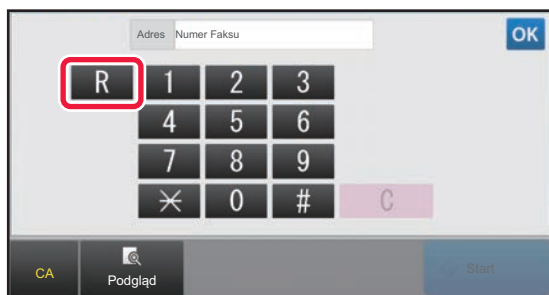 Adres Numer Faksu OK
R 1 2 3
4 5 6
7 8 9
* 0 # C
CA Podgląd Start